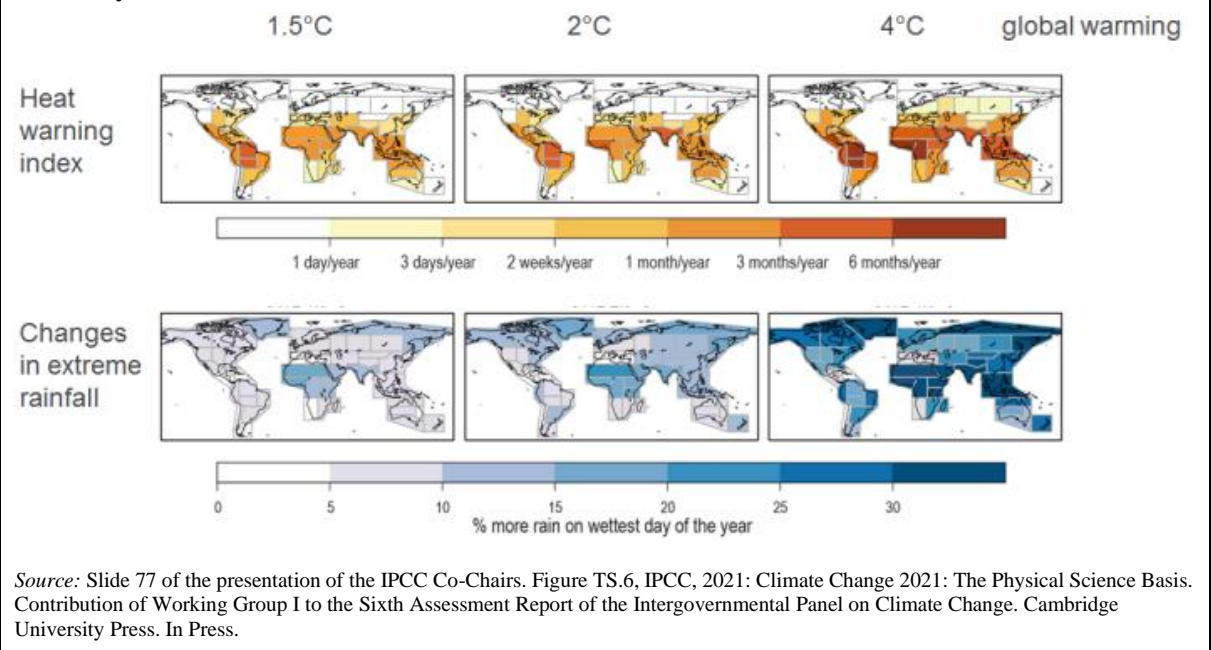 1.5°C 2°C 4°C global warming
Heat
warning
index
1 day/year 3 days/year 2 weeks/year 1 month/year 3 months/year 6 months/year
Changes
in extreme
rainfall
0 5 10 15 20 25 30
% more rain on wettest day of the year
Source: Slide 77 of the presentation of the IPCC Co-Chairs. Figure TS.6, IPCC, 2021: Climate Change 2021: The Physical Science Basis.
Contribution of Working Group I to the Sixth Assessment Report of the Intergovernmental Panel on Climate Change. Cambridge
University Press. In Press.